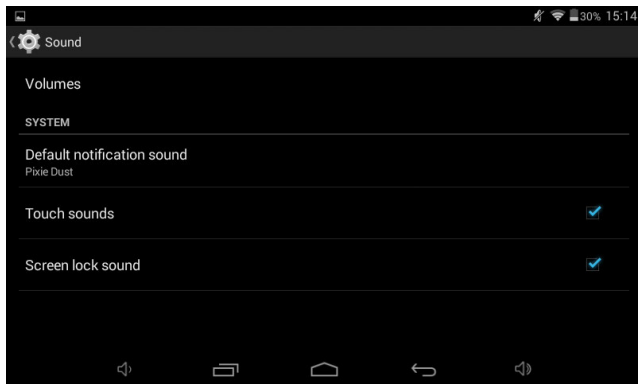 30% 15:14
Sound
Volumes
SYSTEM
Default notification sound
Pixie Dust
Touch sounds
Screen lock sound